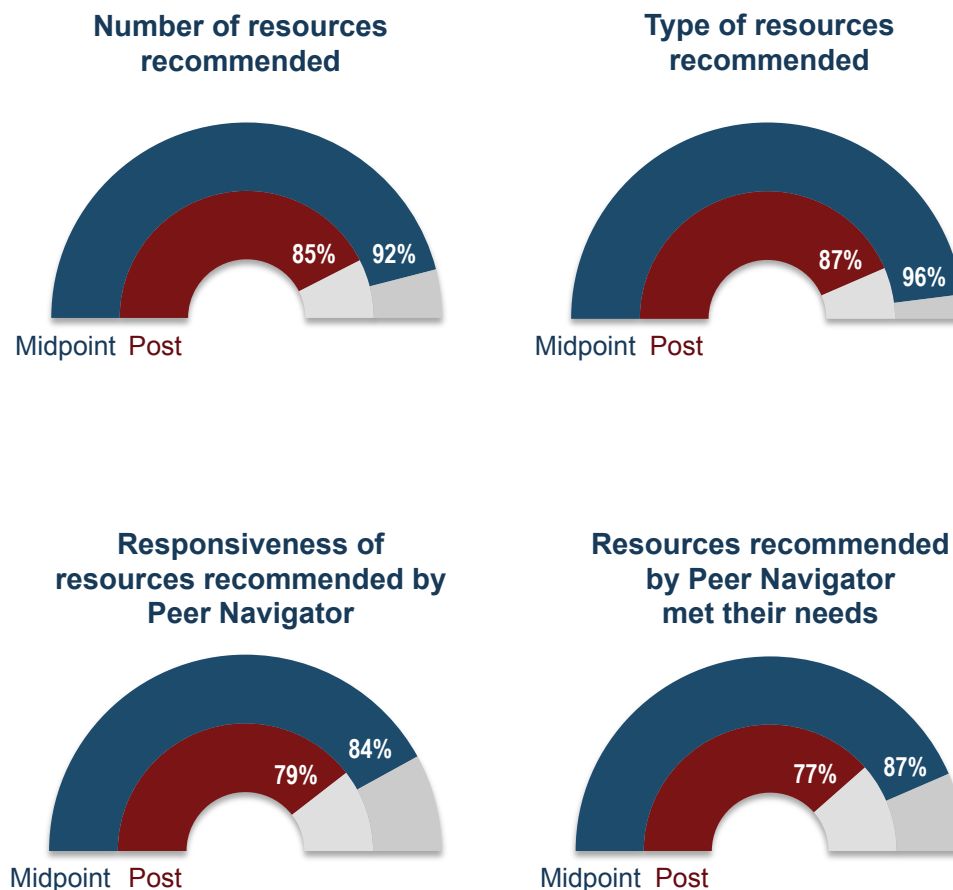 Number of resources
recommended
85%
92%
Midpoint Post
Type of resources
recommended
87%
96%
Midpoint Post
Responsiveness of
resources recommended by
Peer Navigator
84%
79%
Midpoint Post
Resources recommended
by Peer Navigator
met their needs
77%
87%
Midpoint Post